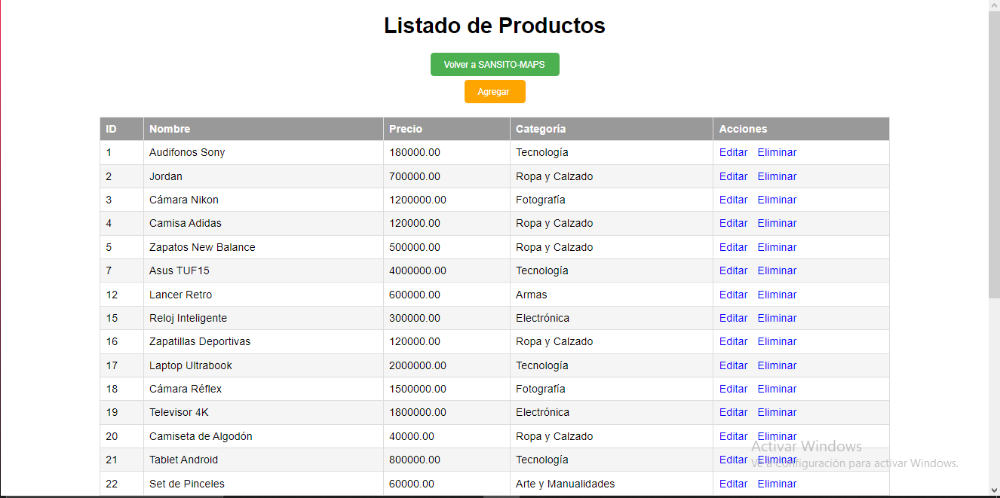 Listado de Productos
Volver a SANSITO-MAPS
Agregar
ID Nombre Precio Categoría Acciones
1 Audifonos Sony 180000.00 Tecnología Editar Eliminar
2 Jordan 700000.00 Ropa y Calzado Editar Eliminar
3 Cámara Nikon 1200000.00 Fotografía Editar Eliminar
4 Camisa Adidas 120000.00 Ropa y Calzado Editar Eliminar
5 Zapatos New Balance 500000.00 Ropa y Calzado Editar Eliminar
7 Asus TUF15 4000000.00 Tecnología Editar Eliminar
12 Lancer Retro 600000.00 Armas Editar Eliminar
15 Reloj Inteligente 300000.00 Electrónica Editar Eliminar
16 Zapatillas Deportivas 120000.00 Ropa y Calzado Editar Eliminar
17 Laptop Ultrabook 2000000.00 Tecnología Editar Eliminar
18 Cámara Réflex 1500000.00 Fotografía Editar Eliminar
19 Televisor 4K 1800000.00 Electrónica Editar Eliminar
20 Camiseta de Algodón 40000.00 Ropa y Calzado Editar Eliminar
21 Tablet Android 800000.00 Tecnología Editar Eliminar
22 Set de Pinceles 60000.00 Arte y Manualidades Editar Eliminar
Activar Windows
Ve a Configuración para activar Windows.